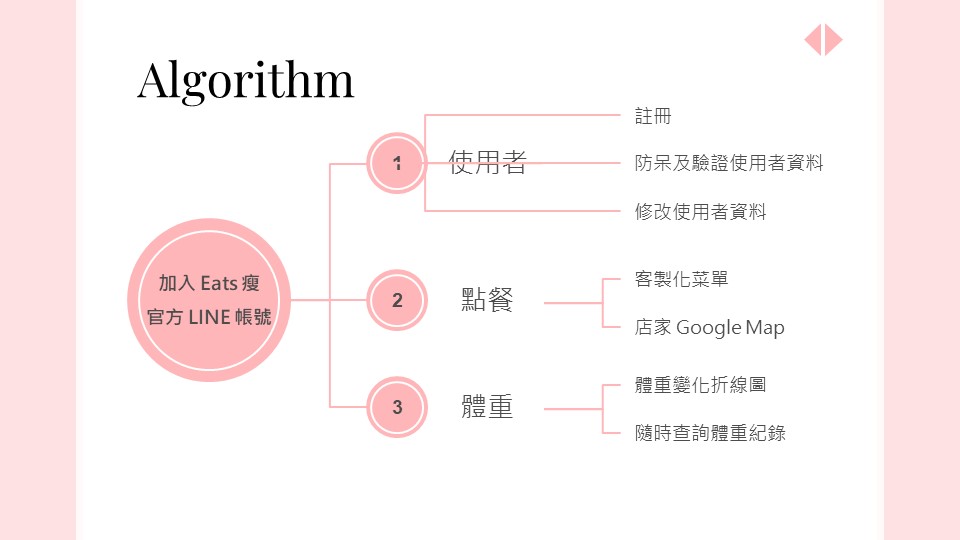 Algorithm
加入 Eats 瘦
官方 LINE 帳號
1
使用者
註冊
防呆及驗證使用者資料
修改使用者資料
2
點餐
客製化菜單
店家 Google Map
3
體重
體重變化折線圖
隨時查詢體重紀錄